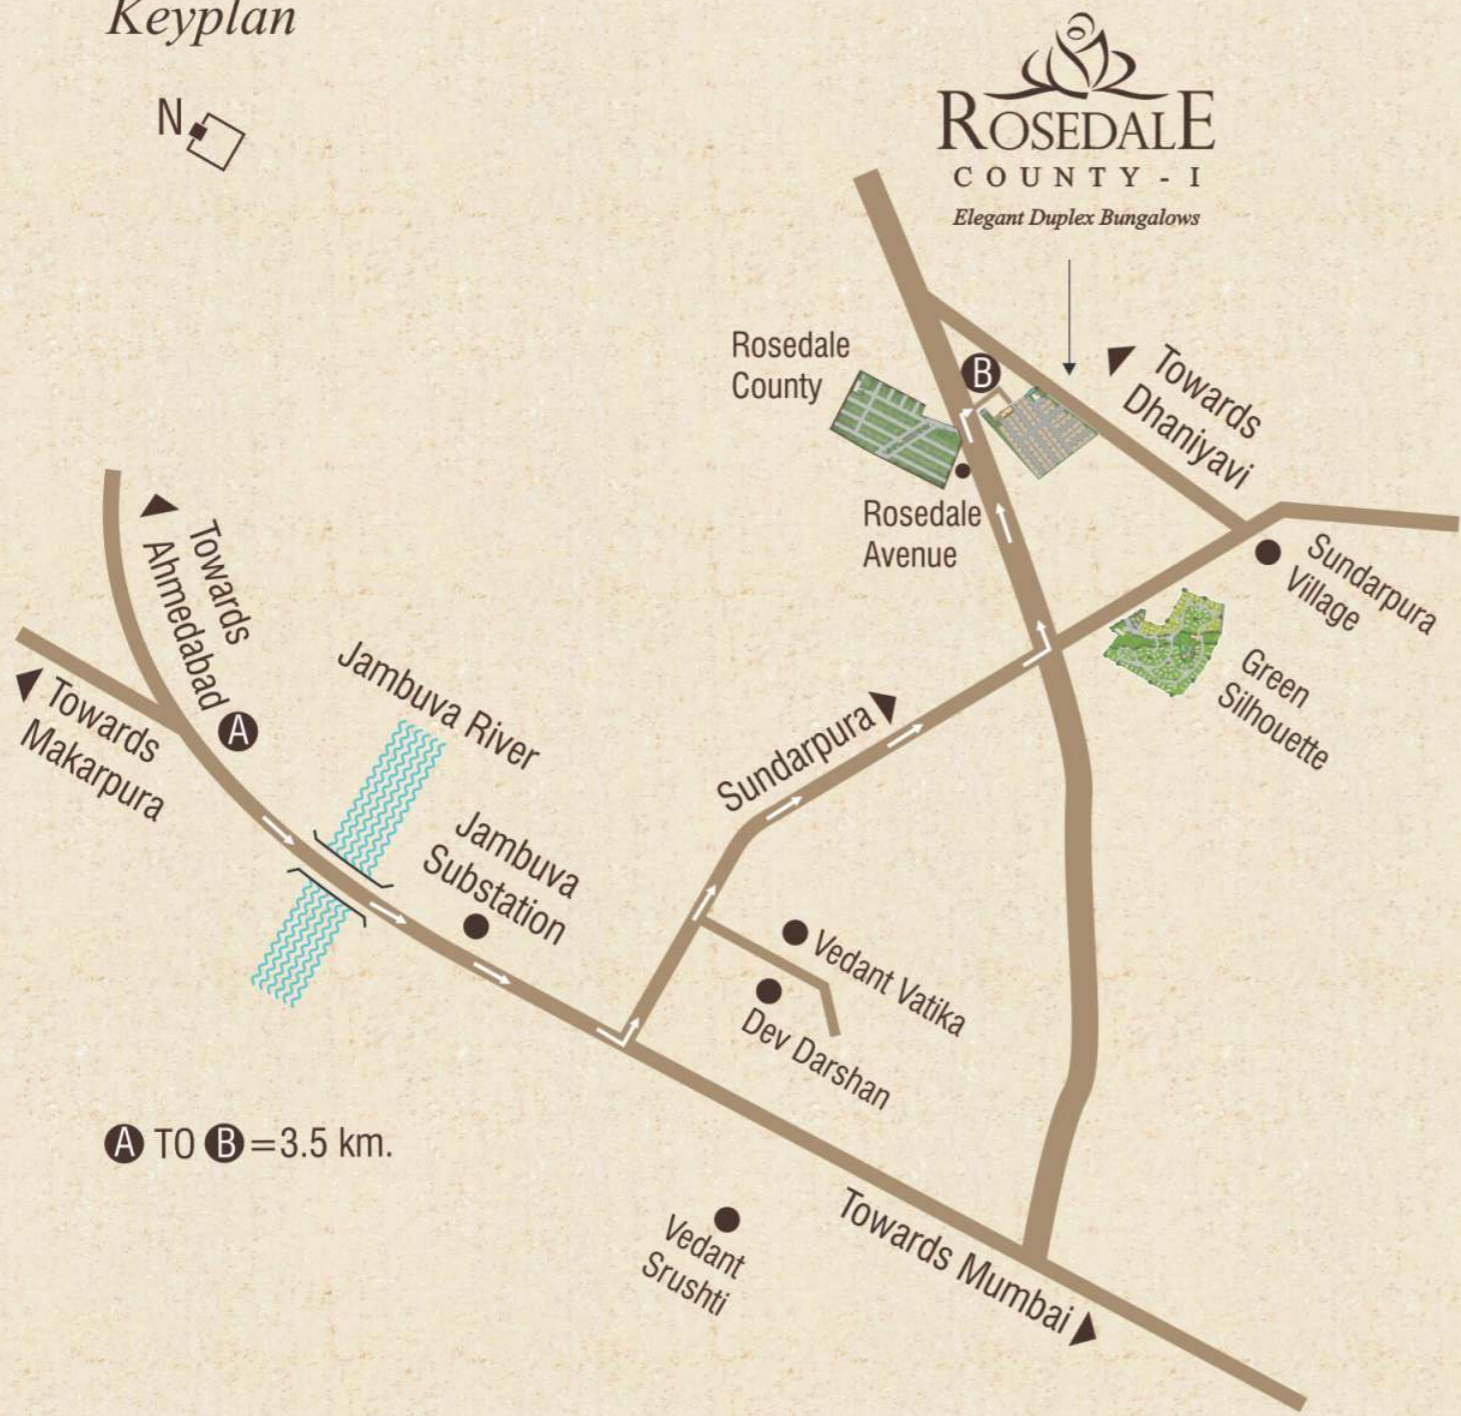 Keyplan
N
ROSEDALE
COUNTY - I
Elegant Duplex Bungalows
Rosedale
County
B
Towards
Dhaniyavi
Rosedale
Avenue
Sundarpura
Village
Green
Silhouette
Towards
Ahmedabad
A
Towards
Makarpura
Jambuva River
Sundarpura
Jambuva
Substation
Vedant Vatika
Dev Darshan
A TO B = 3.5 km.
Vedant
Srushti
Towards Mumbai